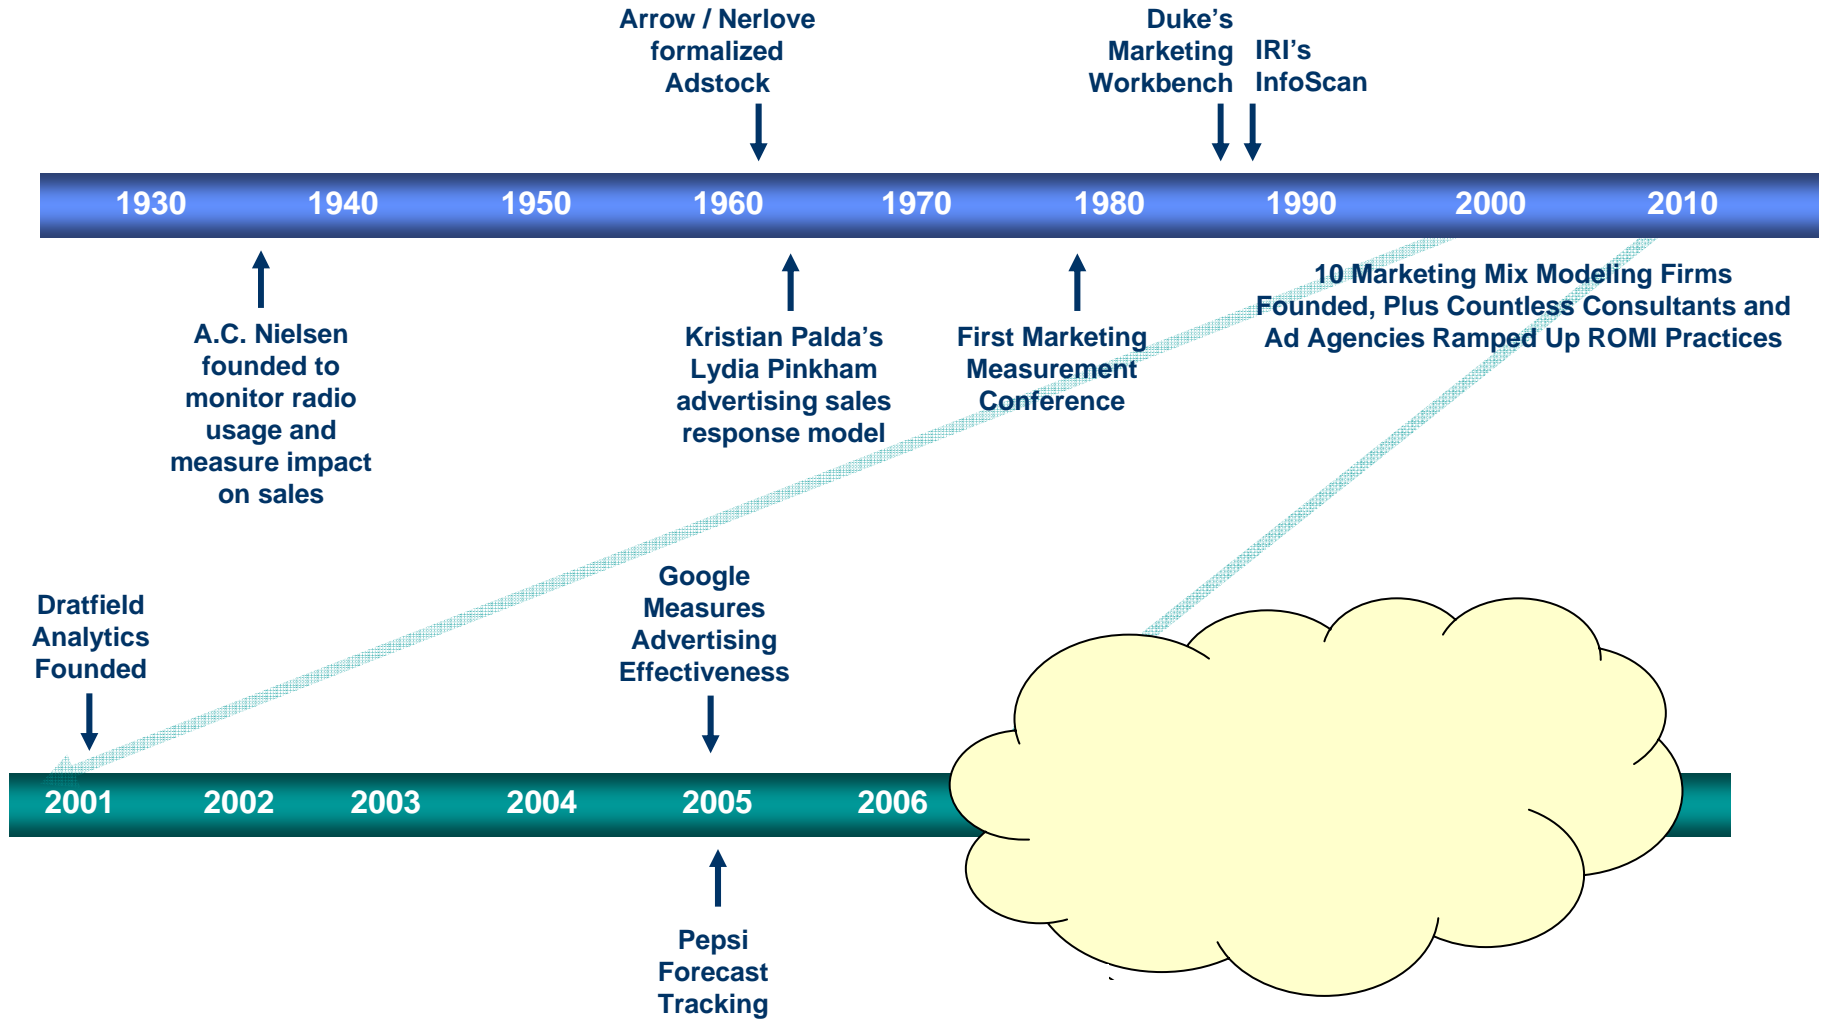 Arrow / Nerlove
formalized
Adstock
Duke’s
Marketing
Workbench
IRI’s
InfoScan
1930 1940 1950 1960 1970 1980 1990 2000 2010
A.C. Nielsen
founded to
monitor radio
usage and
measure impact
on sales
Kristian Palda’s
Lydia Pinkham
advertising sales
response model
First Marketing
Measurement
Conference
10 Marketing Mix Modeling Firms
Founded, Plus Countless Consultants and
Ad Agencies Ramped Up ROMI Practices
Dratfield
Analytics
Founded
Google
Measures
Advertising
Effectiveness
2001 2002 2003 2004 2005 2006
Pepsi
Forecast
Tracking